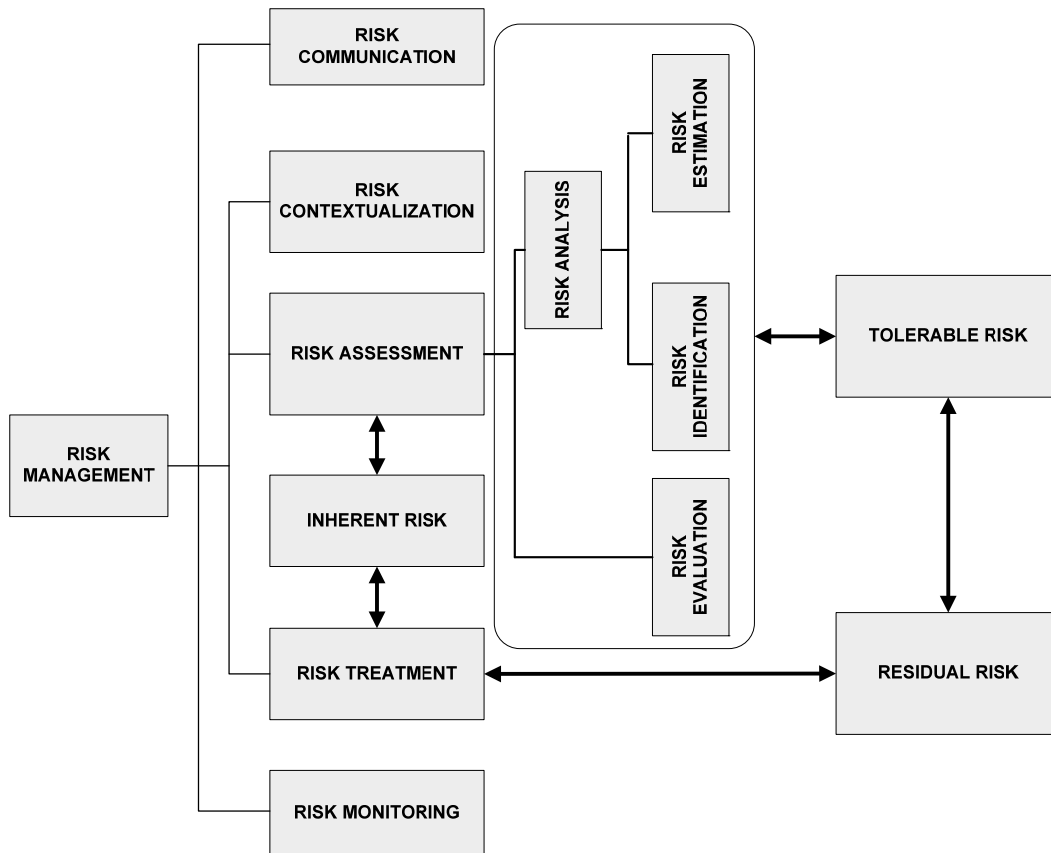 RISK
COMMUNICATION
RISK
CONTEXTUALIZATION
RISK ASSESSMENT
RISK
MANAGEMENT
INHERENT RISK
RISK TREATMENT
RISK MONITORING
RISK ANALYSIS
RISK
ESTIMATION
RISK
IDENTIFICATION
RISK
EVALUATION
TOLERABLE RISK
RESIDUAL RISK